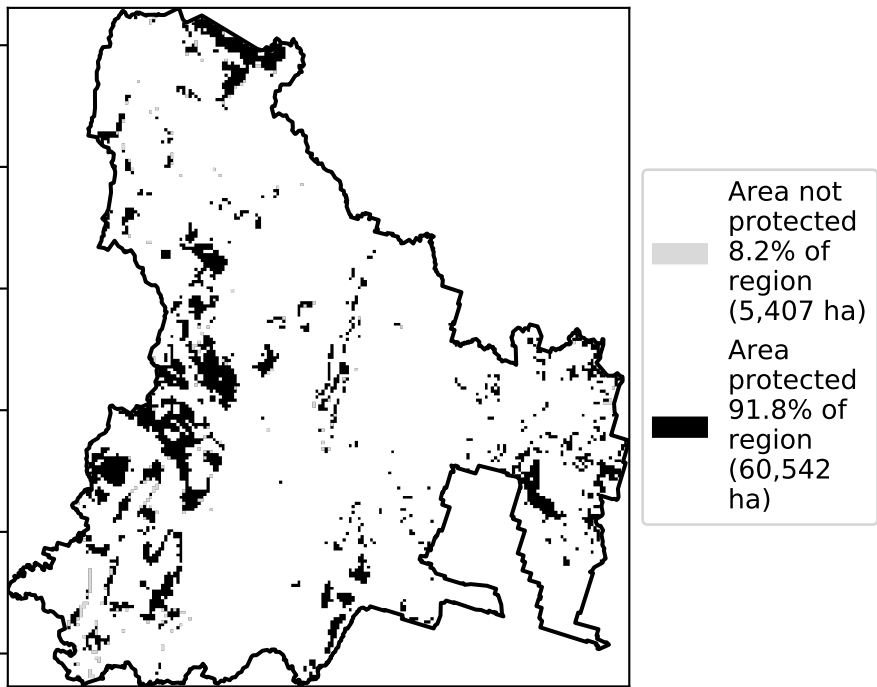 Area not
protected
8.2% of
region
(5,407 ha)
Area
protected
91.8% of
region
(60,542
ha)